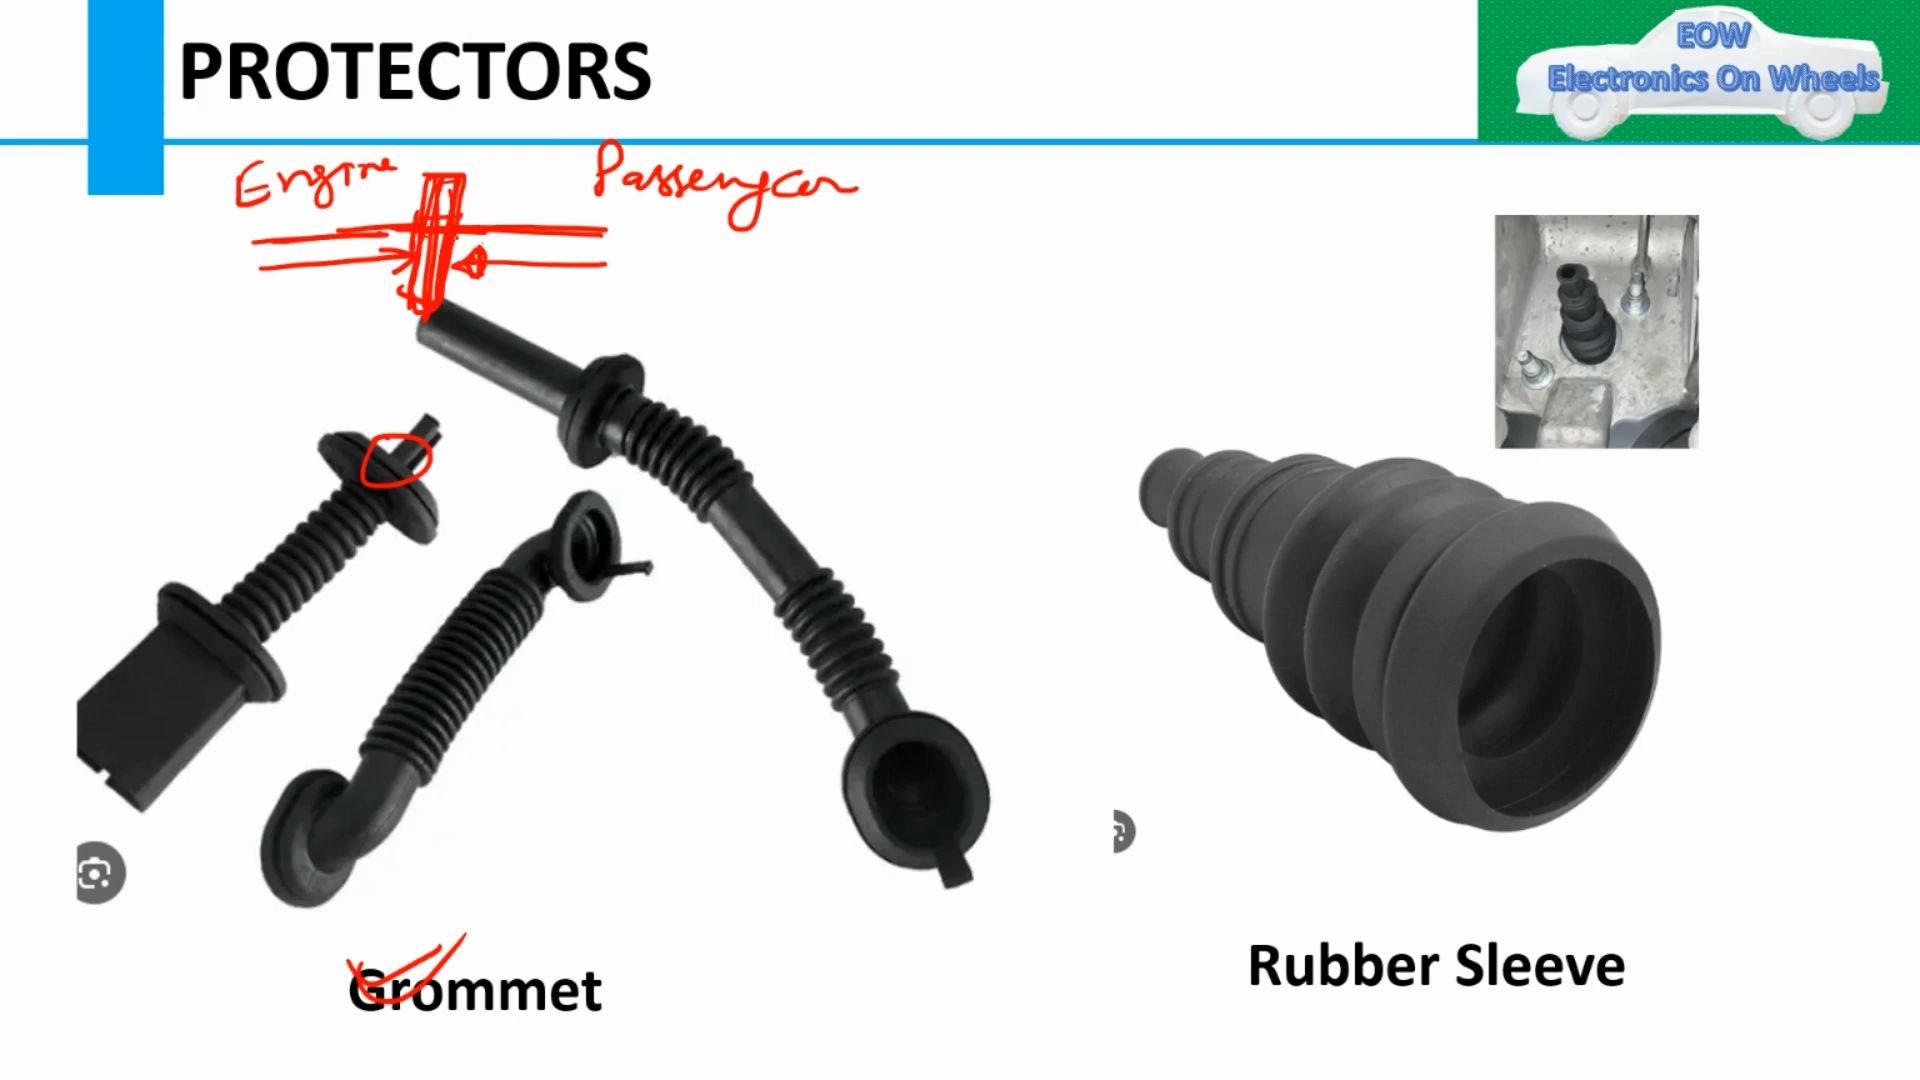 PROTECTORS
EOW
Electronics On Wheels
Engine
Passenger
Grommet
Rubber Sleeve